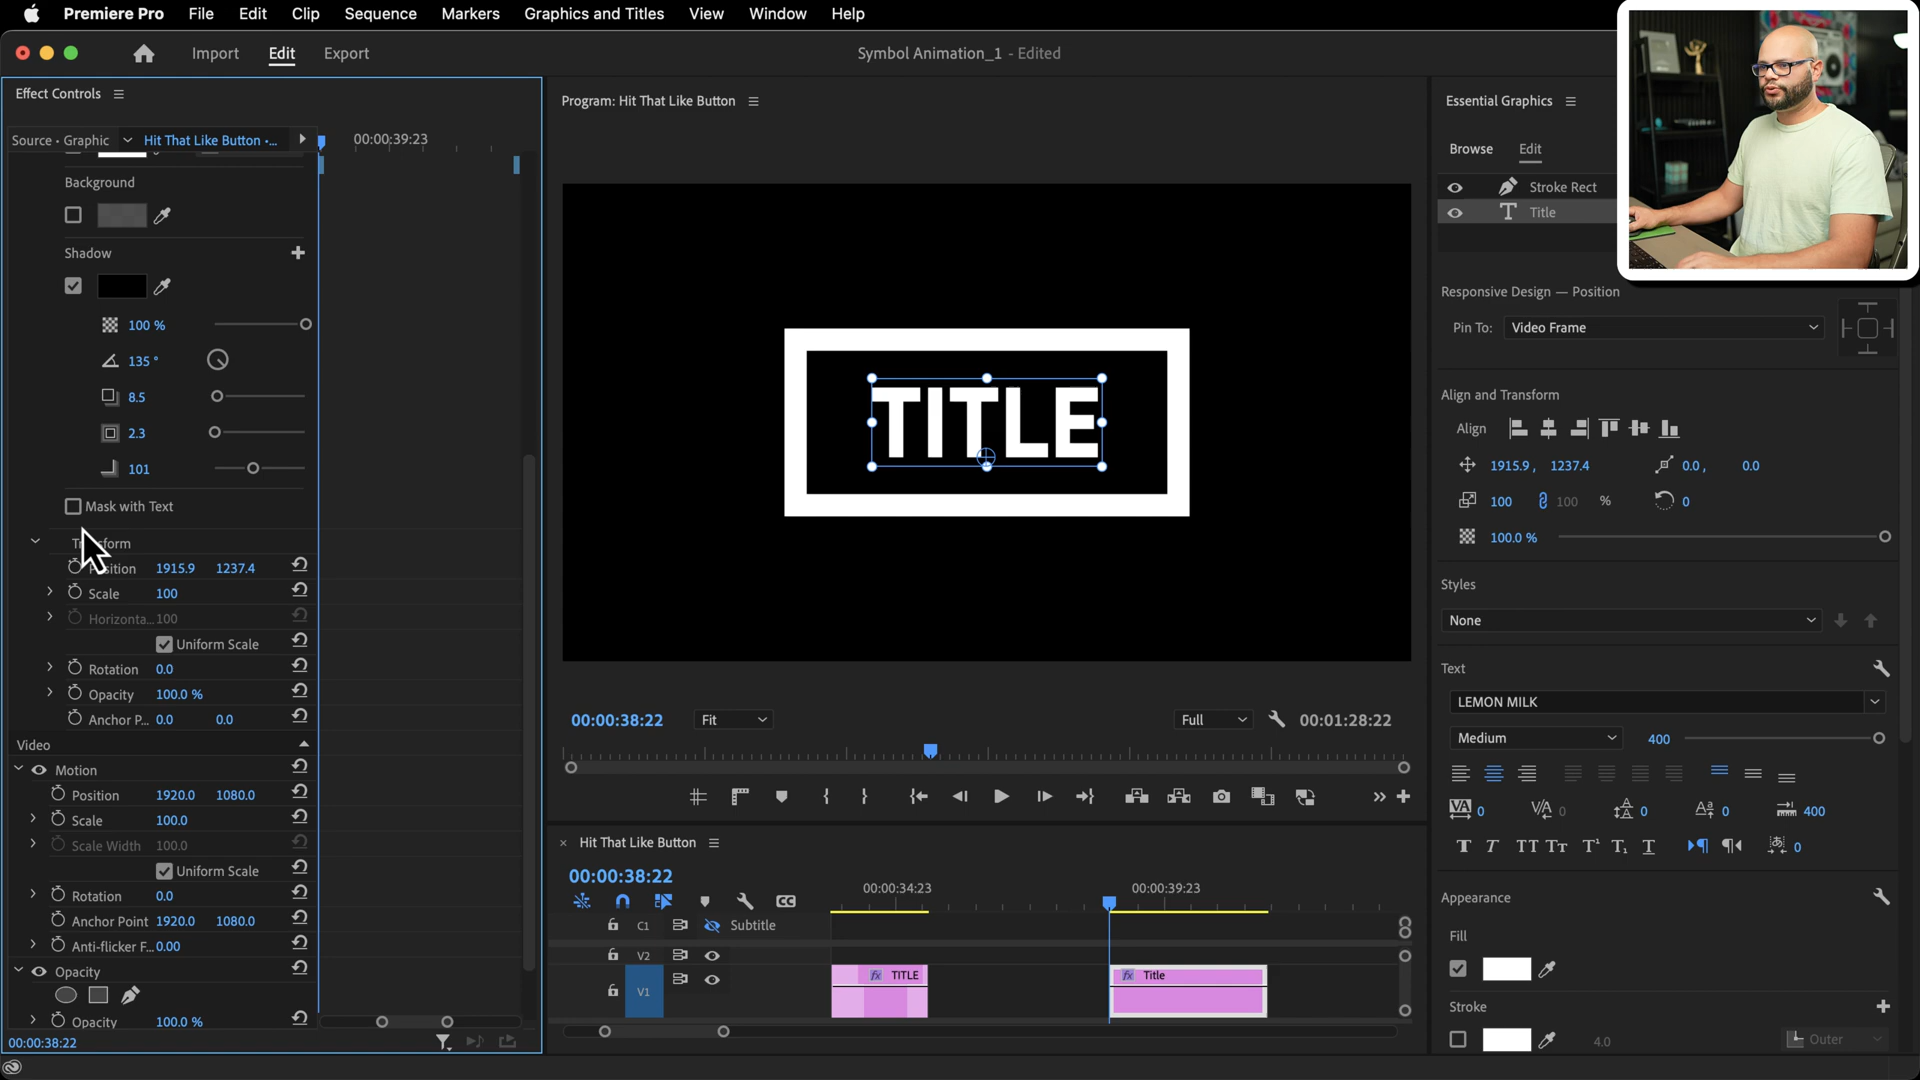 Premiere Pro File Edit Clip Sequence Markers Graphics and Titles View Window Help
Import Edit Export
Symbol Animation_1 - Edited
Effect Controls
Source • Graphic Hit That Like Button •...
00:00:39:23
Background
Shadow
100 %
135 °
8.5
2.3
101
Mask with Text
Position 1915.9 1237.4
Scale 100
Horizonta... 100
Uniform Scale
Rotation 0.0
Opacity 100.0 %
Anchor P... 0.0 0.0
Video
Motion
Position 1920.0 1080.0
Scale 100.0
Scale Width 100.0
Uniform Scale
Rotation 0.0
Anchor Point 1920.0 1080.0
Anti-flicker F... 0.00
Opacity
Opacity 100.0 %
00:00:38:22
Program: Hit That Like Button
TITLE
00:00:38:22 Fit Full 00:01:28:22
Hit That Like Button
00:00:38:22
00:00:34:23 00:00:39:23
CC
C1 Subtitle
V2
V1
fx TITLE
fx Title
Essential Graphics
Browse Edit
Stroke Rect
Title
Responsive Design — Position
Pin To: Video Frame
Align and Transform
Align
1915.9 , 1237.4 0.0 , 0.0
100 100 % 0
100.0 %
Styles
None
Text
LEMON MILK
Medium 400
0 0 0 0 400
0
Appearance
Fill
Stroke
4.0 Outer